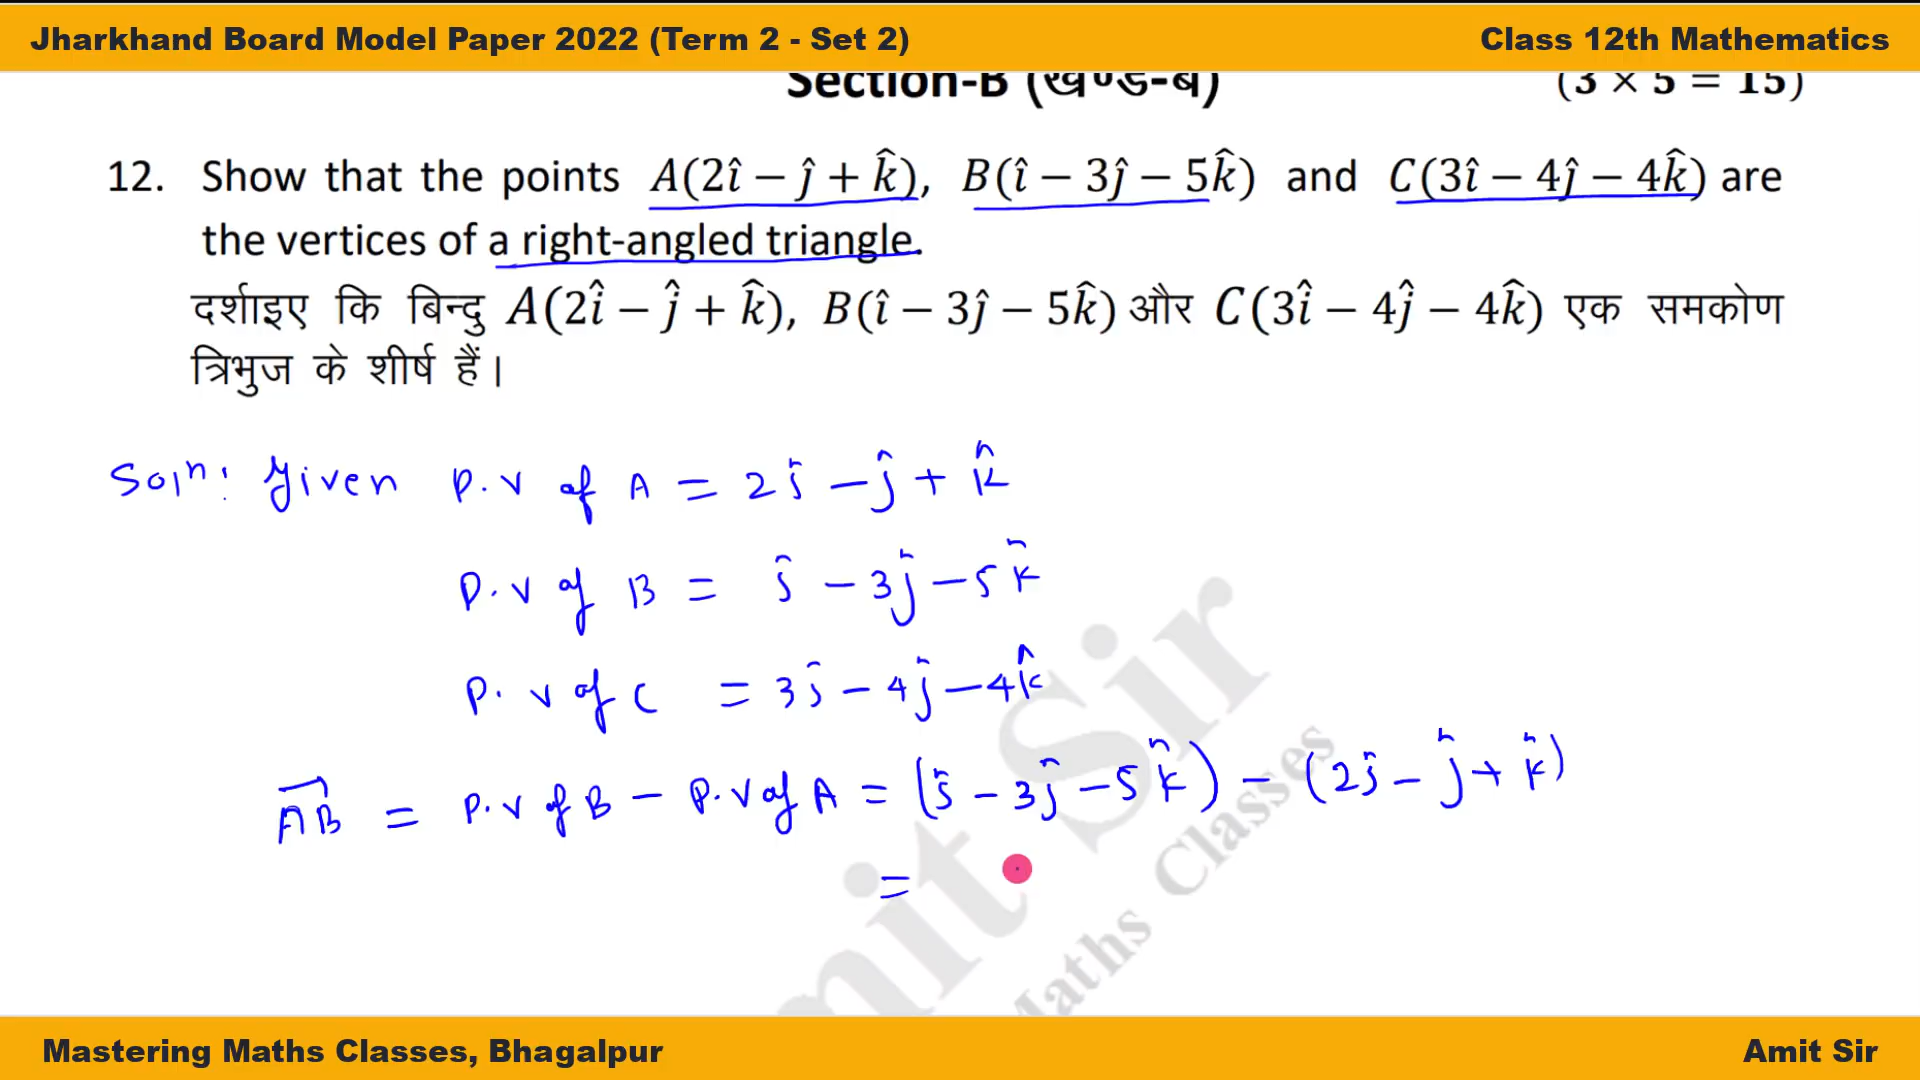 Jharkhand Board Model Paper 2022 (Term 2 - Set 2)
Class 12th Mathematics
Section-B (खण्ड-ब)
(3 × 5 = 15)
12. Show that the points A(2î − ĵ + k̂), B(î − 3ĵ − 5k̂) and C(3î − 4ĵ − 4k̂) are
the vertices of a right-angled triangle.
दर्शाइए कि बिन्दु A(2î − ĵ + k̂), B(î − 3ĵ − 5k̂) और C(3î − 4ĵ − 4k̂) एक समकोण
त्रिभुज के शीर्ष हैं।
Solⁿ: Given P.V of A = 2î − ĵ + k̂
P.V of B = î − 3ĵ − 5k̂
P.V of C = 3î − 4ĵ − 4k̂
A͞B⃗ = P.V of B − P.V of A = (î − 3ĵ − 5k̂) − (2î − ĵ + k̂)
=
Amit Sir
Maths Classes
Mastering Maths Classes, Bhagalpur
Amit Sir